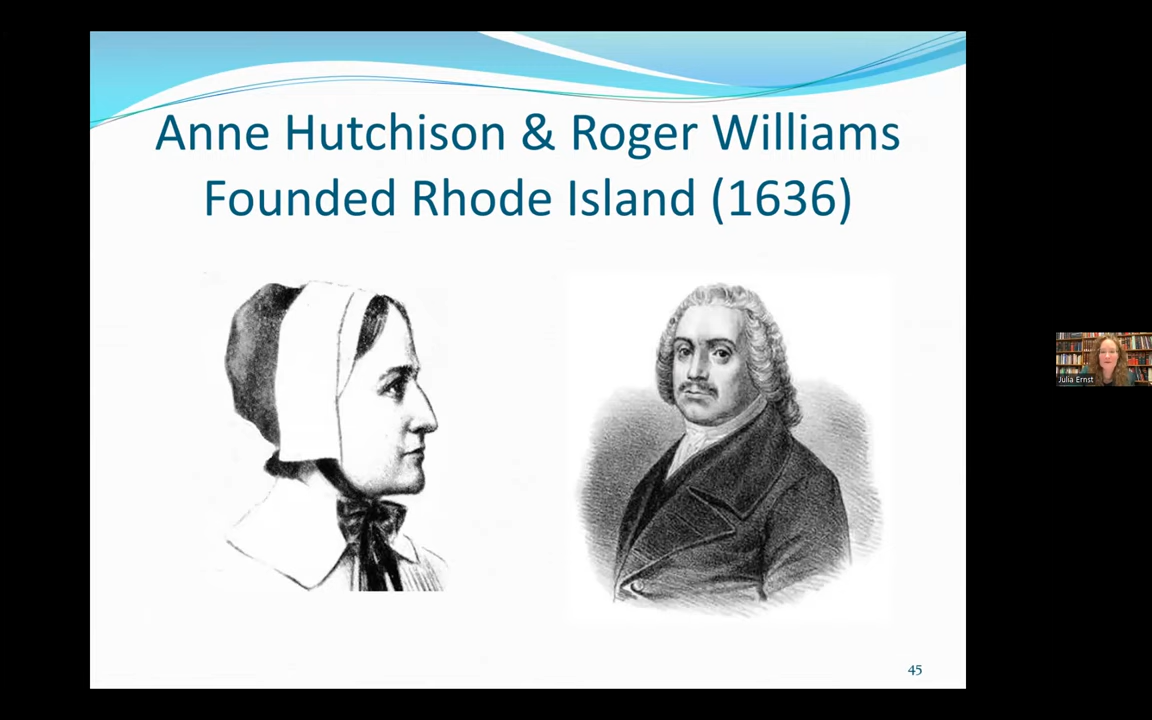 Anne Hutchison & Roger Williams
Founded Rhode Island (1636)
Julia Ernst
45